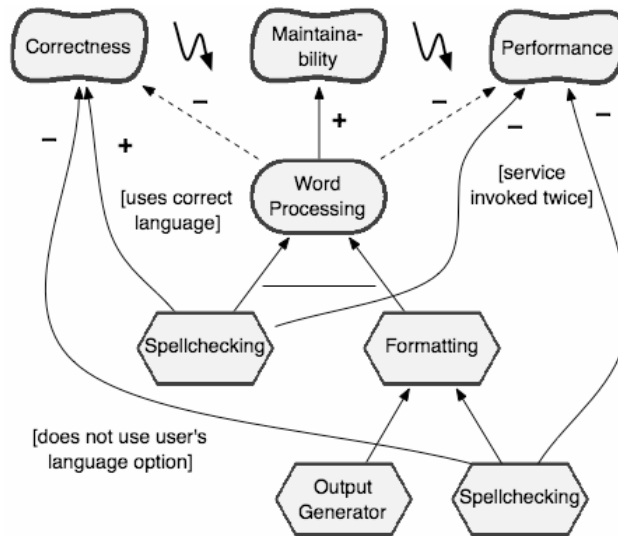 Correctness
Maintaina-
bility
Performance
−
−
−
+
−
+
−
−
[service
invoked twice]
[uses correct
language]
Word
Processing
Spellchecking
Formatting
[does not use user's
language option]
Output
Generator
Spellchecking